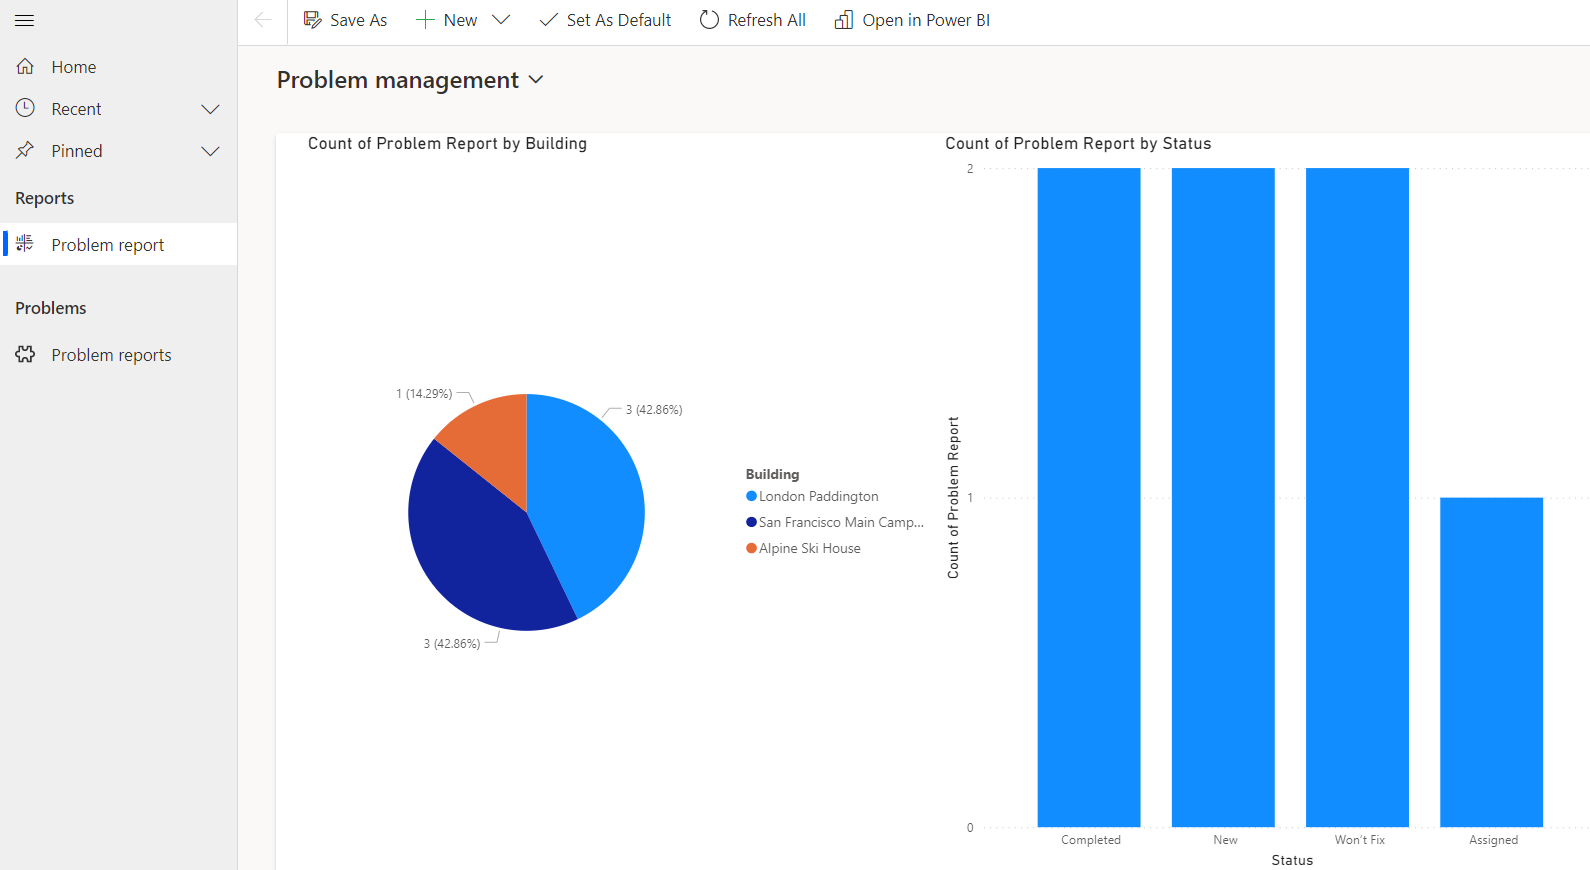 Save As
New
Set As Default
Refresh All
Open in Power BI
Home
Recent
Pinned
Reports
Problem report
Problems
Problem reports
Problem management
Count of Problem Report by Building
1 (14.29%)
3 (42.86%)
3 (42.86%)
Building
London Paddington
San Francisco Main Camp...
Alpine Ski House
Count of Problem Report by Status
2
1
0
Count of Problem Report
Completed
New
Won't Fix
Assigned
Status